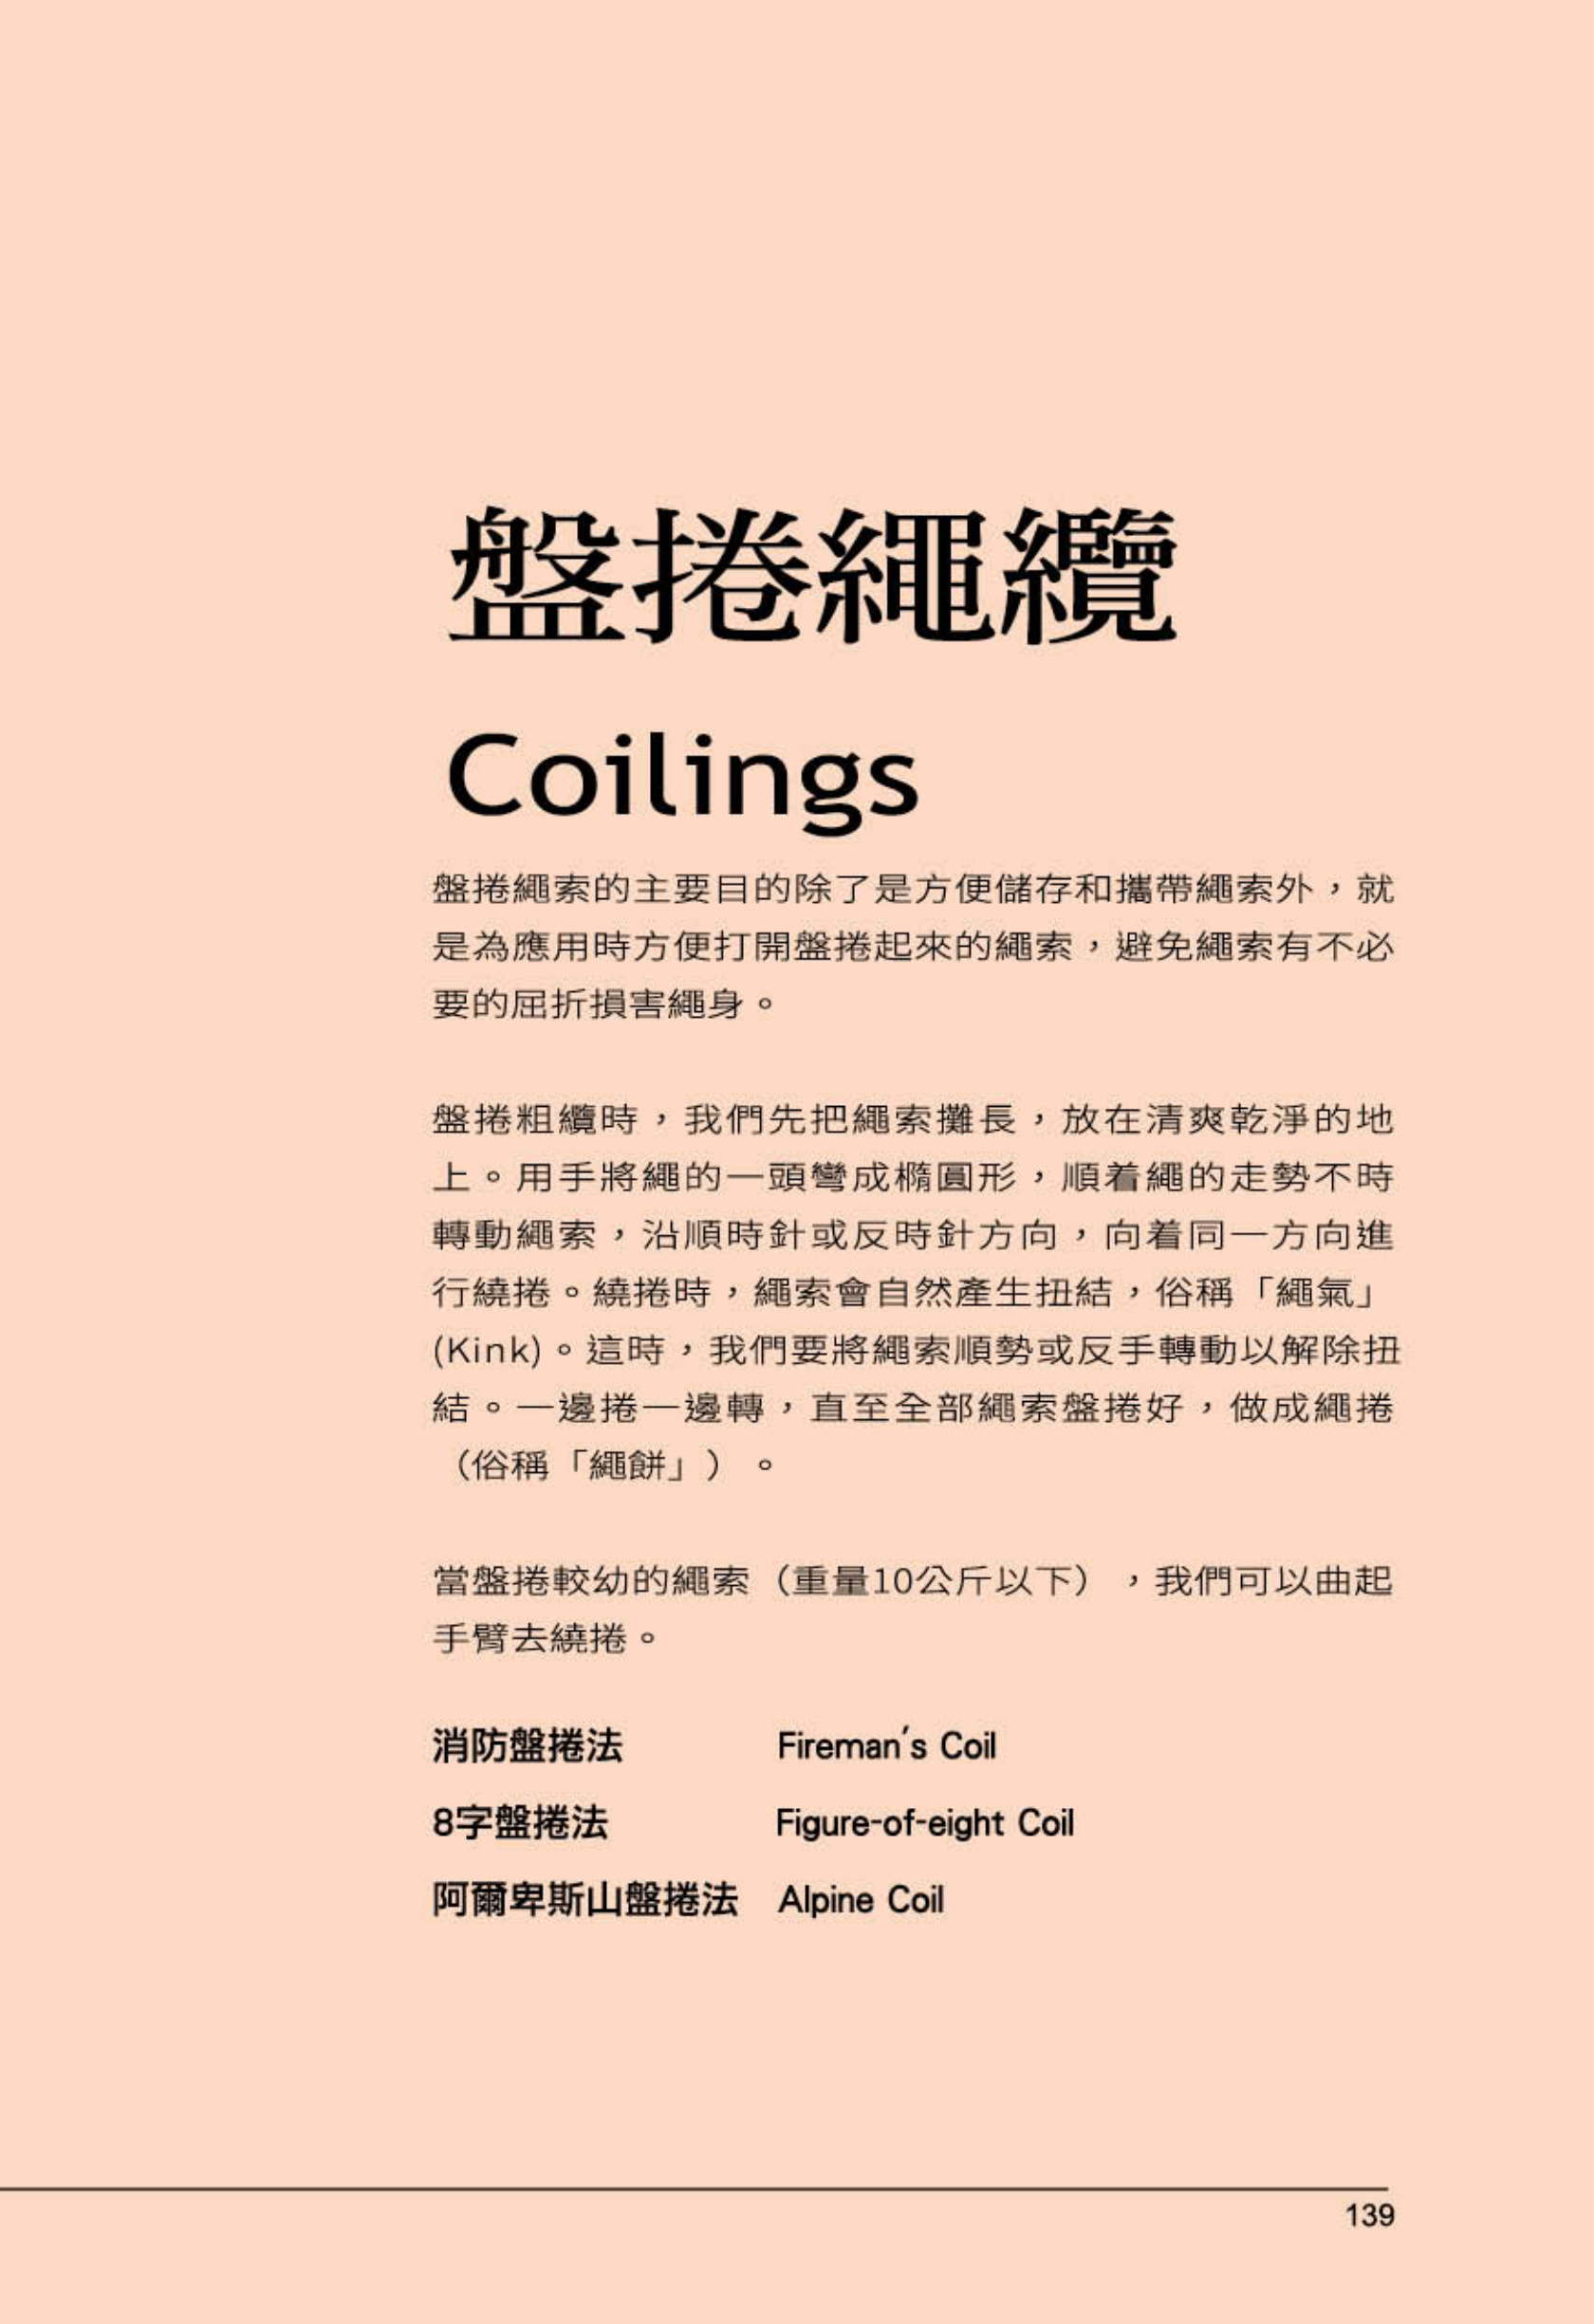 盤捲繩纜
Coilings
盤捲繩索的主要目的除了是方便儲存和攜帶繩索外，就
是為應用時方便打開盤捲起來的繩索，避免繩索有不必
要的屈折損害繩身。
盤捲粗纜時，我們先把繩索攤長，放在清爽乾淨的地
上。用手將繩的一頭彎成橢圓形，順着繩的走勢不時
轉動繩索，沿順時針或反時針方向，向着同一方向進
行繞捲。繞捲時，繩索會自然產生扭結，俗稱「繩氣」
(Kink)。這時，我們要將繩索順勢或反手轉動以解除扭
結。一邊捲一邊轉，直至全部繩索盤捲好，做成繩捲
（俗稱「繩餅」）。
當盤捲較幼的繩索（重量10公斤以下），我們可以曲起
手臂去繞捲。
消防盤捲法 Fireman's Coil
8字盤捲法 Figure-of-eight Coil
阿爾卑斯山盤捲法 Alpine Coil
139